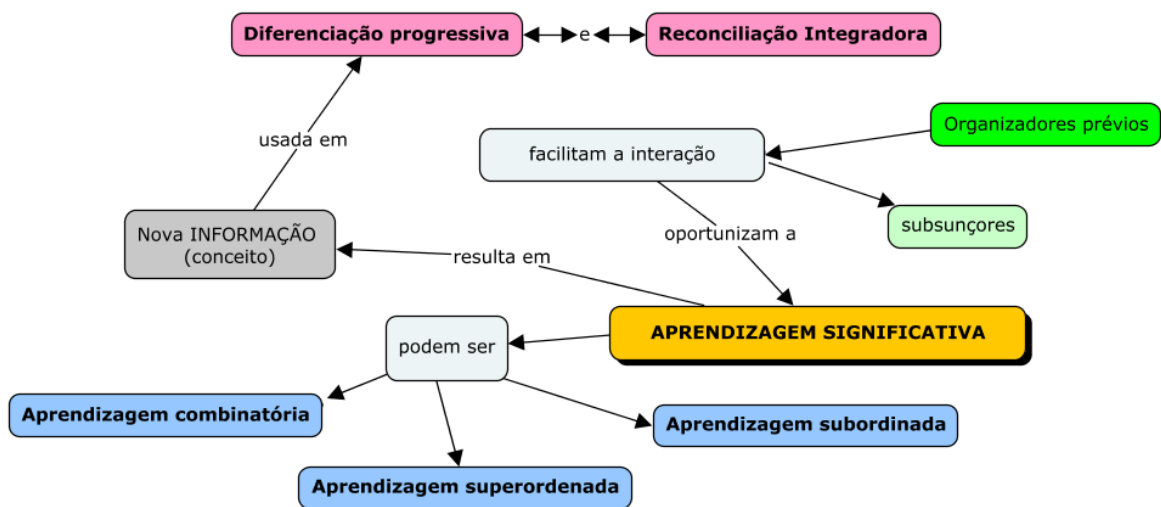 Diferenciação progressiva
e
Reconciliação Integradora
usada em
facilitam a interação
Organizadores prévios
subsunçores
Nova INFORMAÇÃO
(conceito)
oportunizam a
resulta em
APRENDIZAGEM SIGNIFICATIVA
podem ser
Aprendizagem combinatória
Aprendizagem subordinada
Aprendizagem superordenada